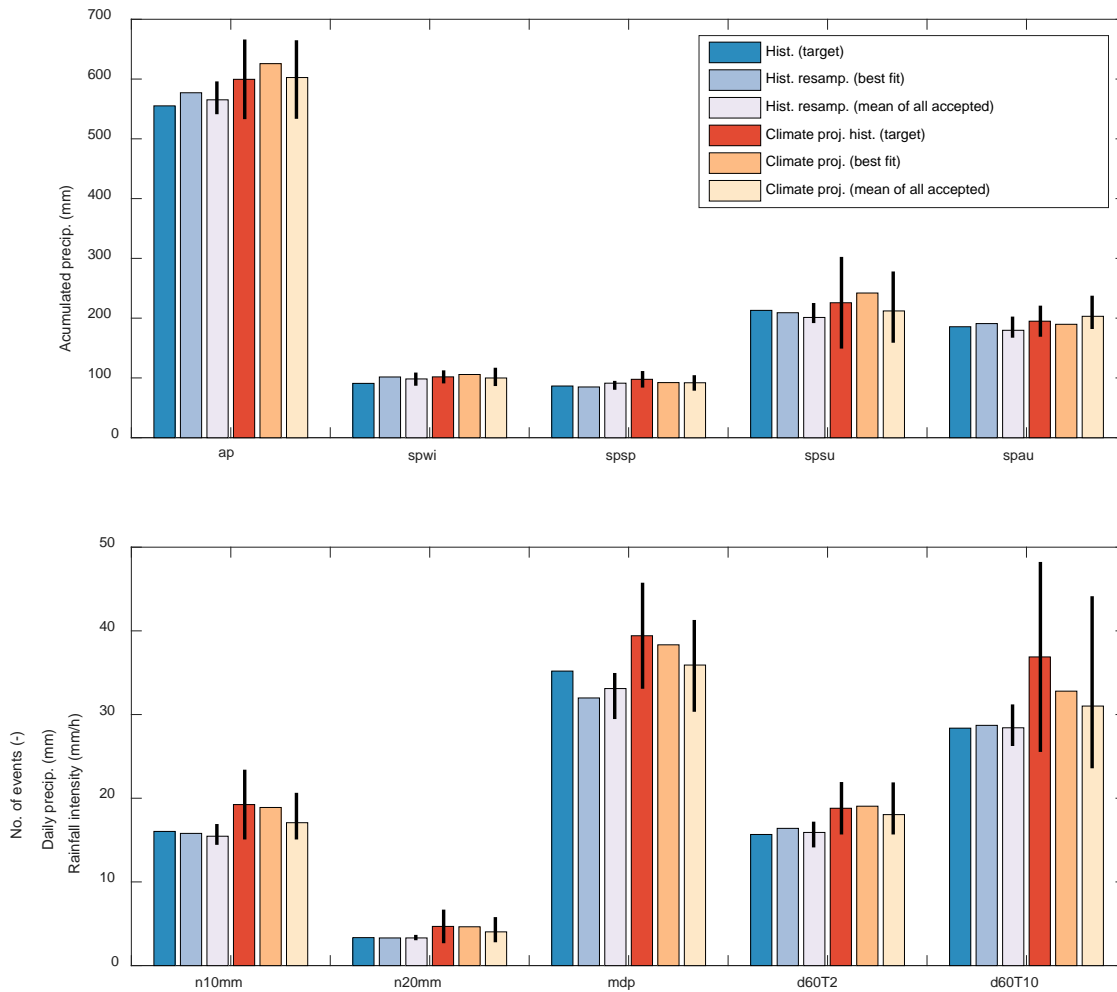 700
600
500
400
300
200
100
0
Acumulated precip. (mm)
Hist. (target)
Hist. resamp. (best fit)
Hist. resamp. (mean of all accepted)
Climate proj. hist. (target)
Climate proj. (best fit)
Climate proj. (mean of all accepted)
ap
spwi
spsp
spsu
spau
50
40
30
20
10
0
No. of events (-)
Daily precip. (mm)
Rainfall intensity (mm/h)
n10mm
n20mm
mdp
d60T2
d60T10